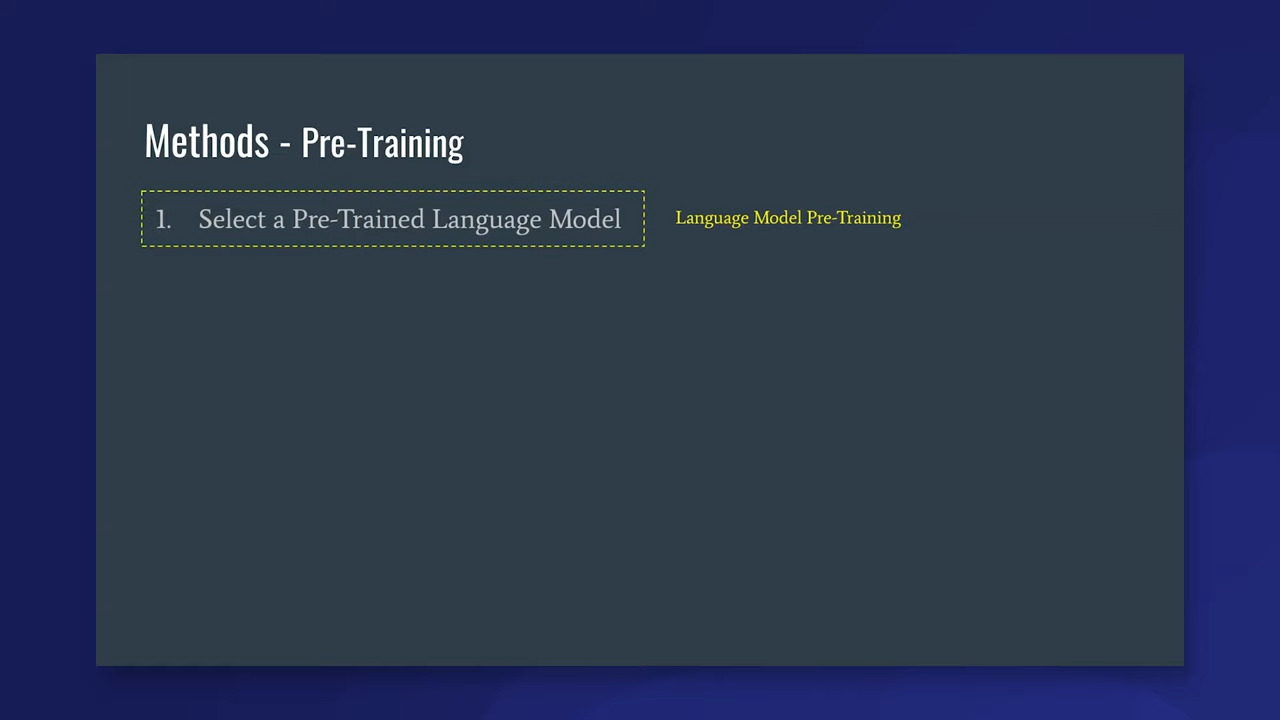 Methods - Pre-Training
1. Select a Pre-Trained Language Model
Language Model Pre-Training